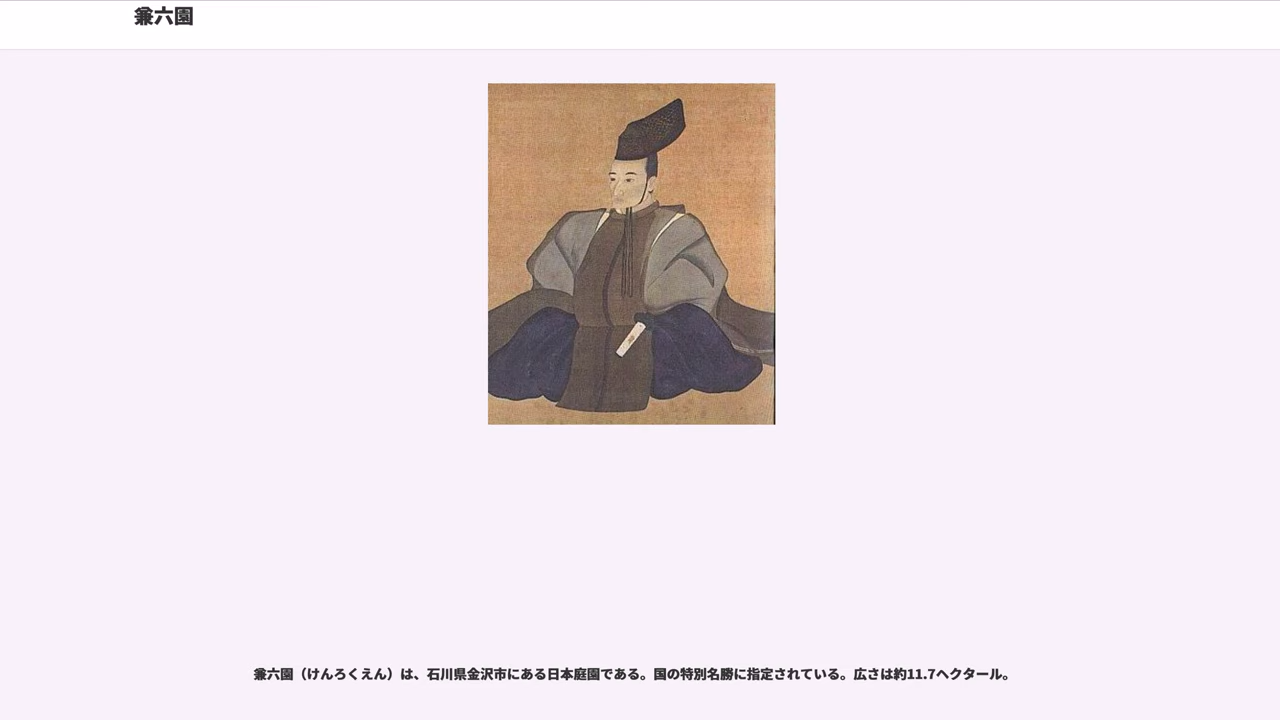 兼六園
兼六園（けんろくえん）は、石川県金沢市にある日本庭園である。国の特別名勝に指定されている。広さは約11.7ヘクタール。